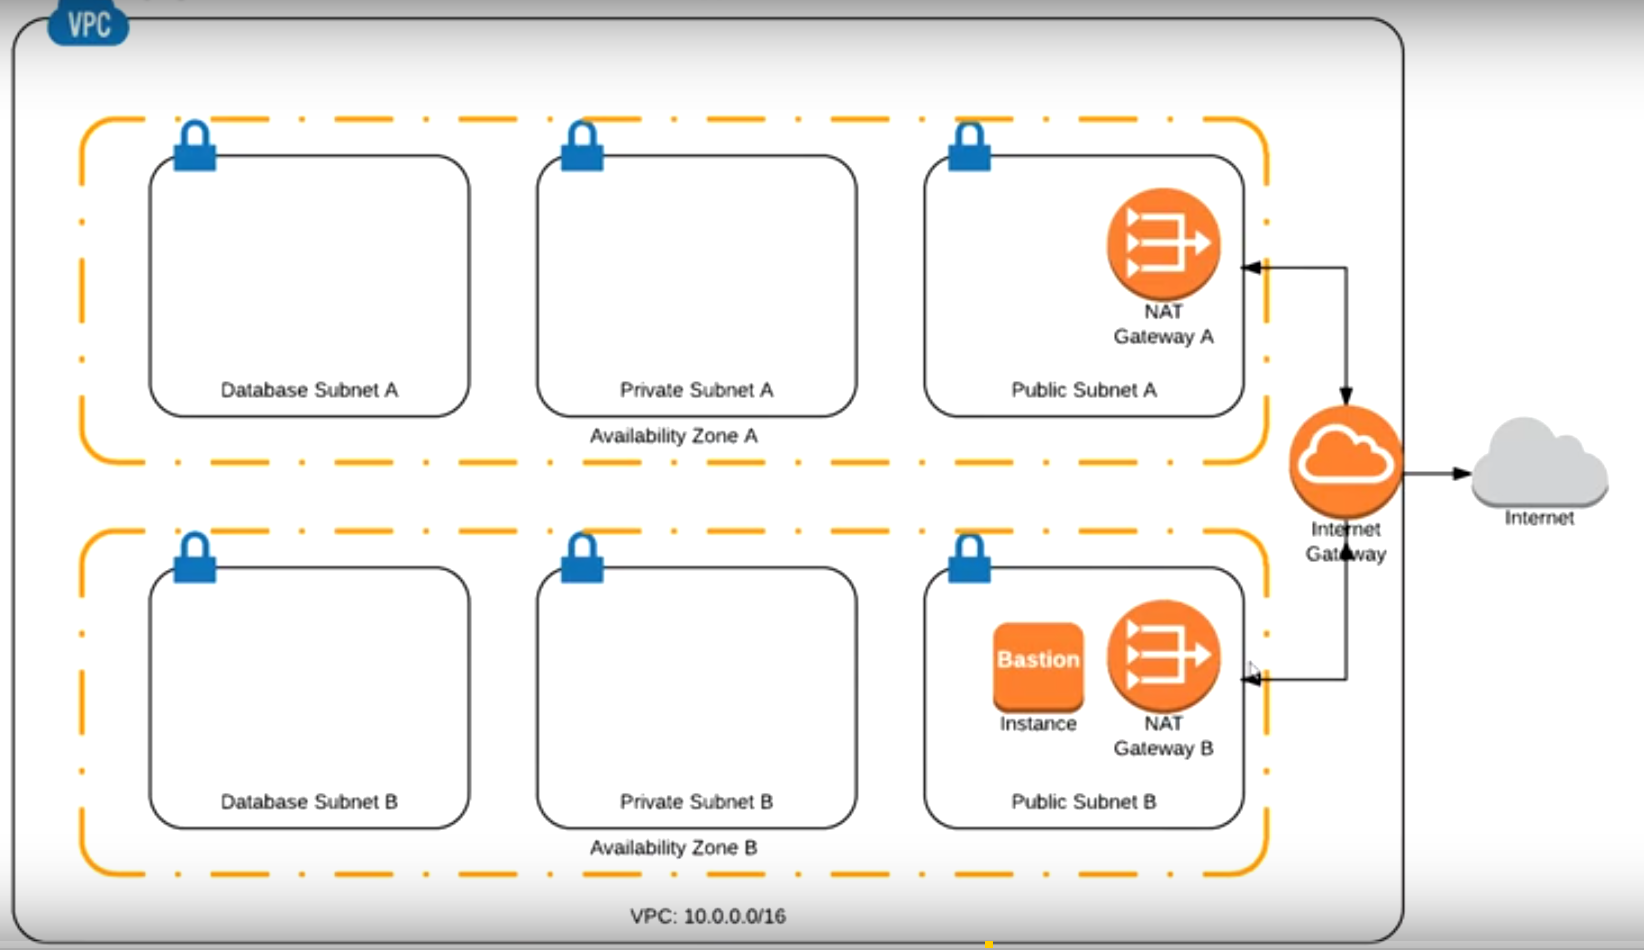 VPC
NAT
Gateway A
Database Subnet A
Private Subnet A
Public Subnet A
Availability Zone A
Internet
Gateway
Internet
Bastion
Instance
NAT
Gateway B
Database Subnet B
Private Subnet B
Public Subnet B
Availability Zone B
VPC: 10.0.0.0/16